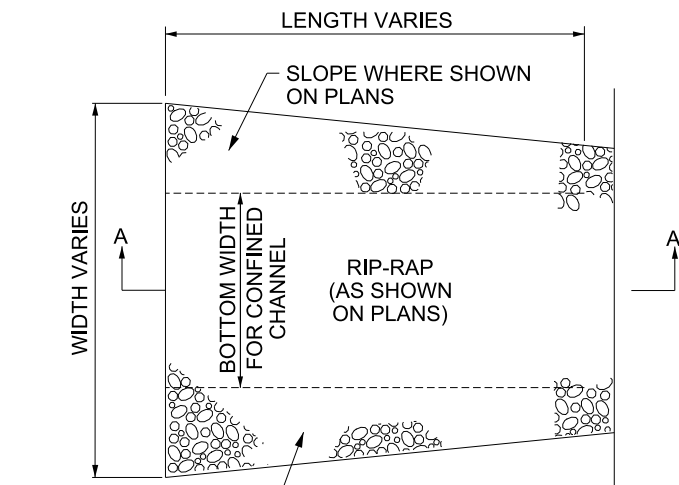 LENGTH VARIES
SLOPE WHERE SHOWN
ON PLANS
WIDTH VARIES
A
BOTTOM WIDTH
FOR CONFINED
CHANNEL
RIP-RAP
(AS SHOWN
ON PLANS)
A